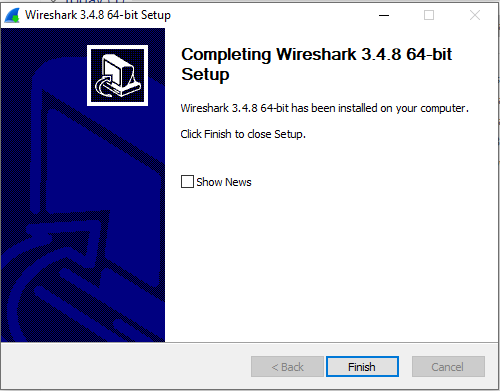 Wireshark 3.4.8 64-bit Setup
Completing Wireshark 3.4.8 64-bit
Setup
Wireshark 3.4.8 64-bit has been installed on your computer.
Click Finish to close Setup.
Show News
< Back
Finish
Cancel